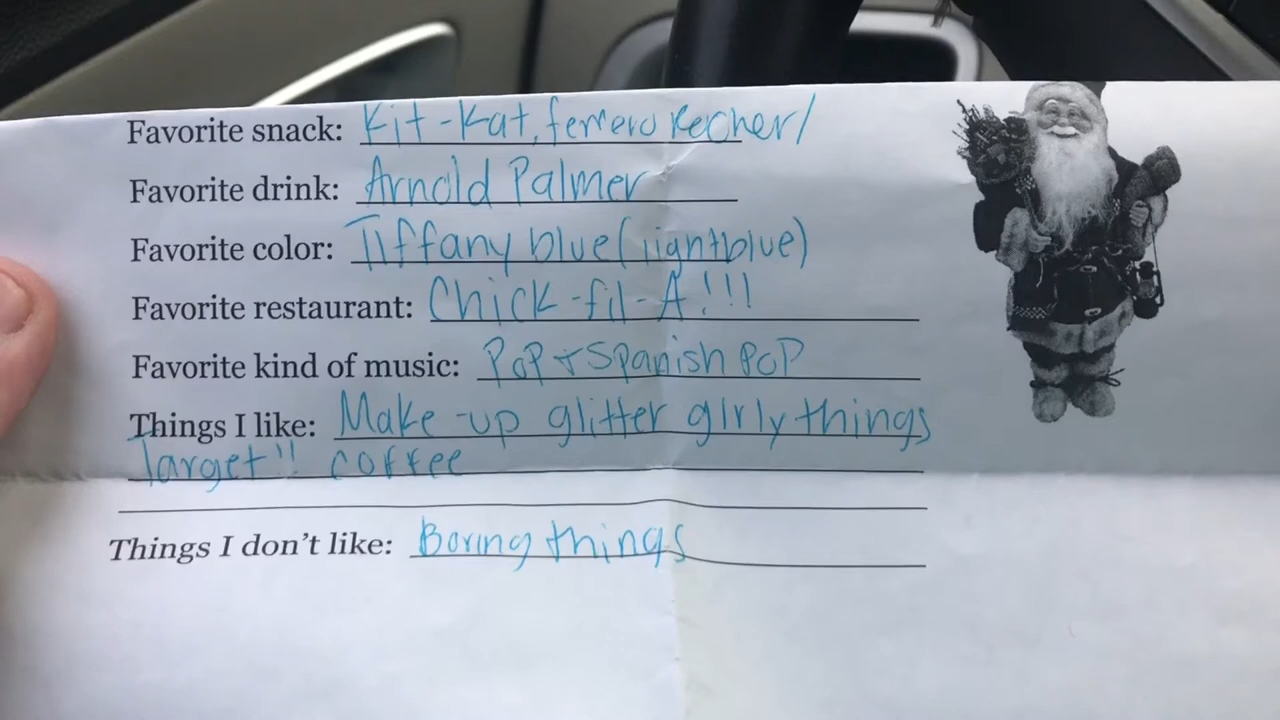 Favorite snack: Kit-Kat, ferrero Recher/
Favorite drink: Arnold Palmer
Favorite color: Tiffany blue (light blue)
Favorite restaurant: Chick-fil-A!!!
Favorite kind of music: Pop + Spanish Pop
Things I like: Make-up glitter girly things
Target!! coffee
Things I don't like: Boring things